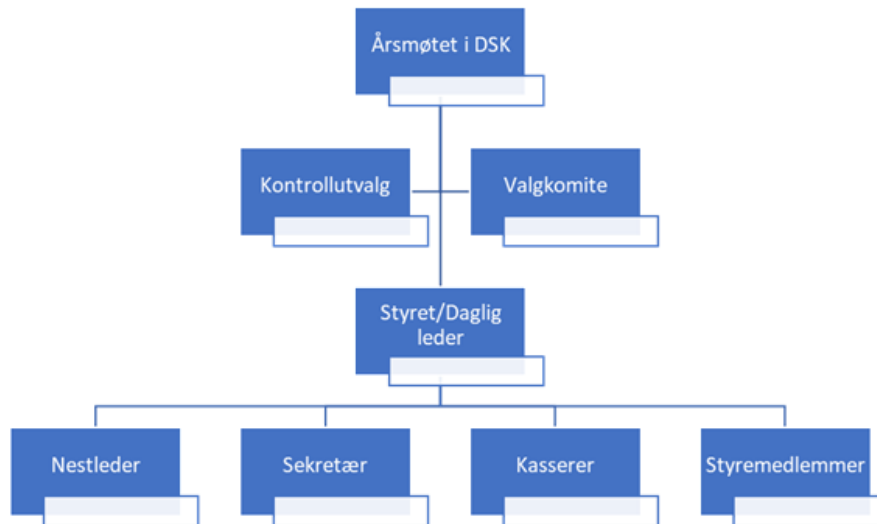 Årsmøtet i DSK
Kontrollutvalg
Valgkomite
Styret/Daglig
leder
Nestleder
Sekretær
Kasserer
Styremedlemmer